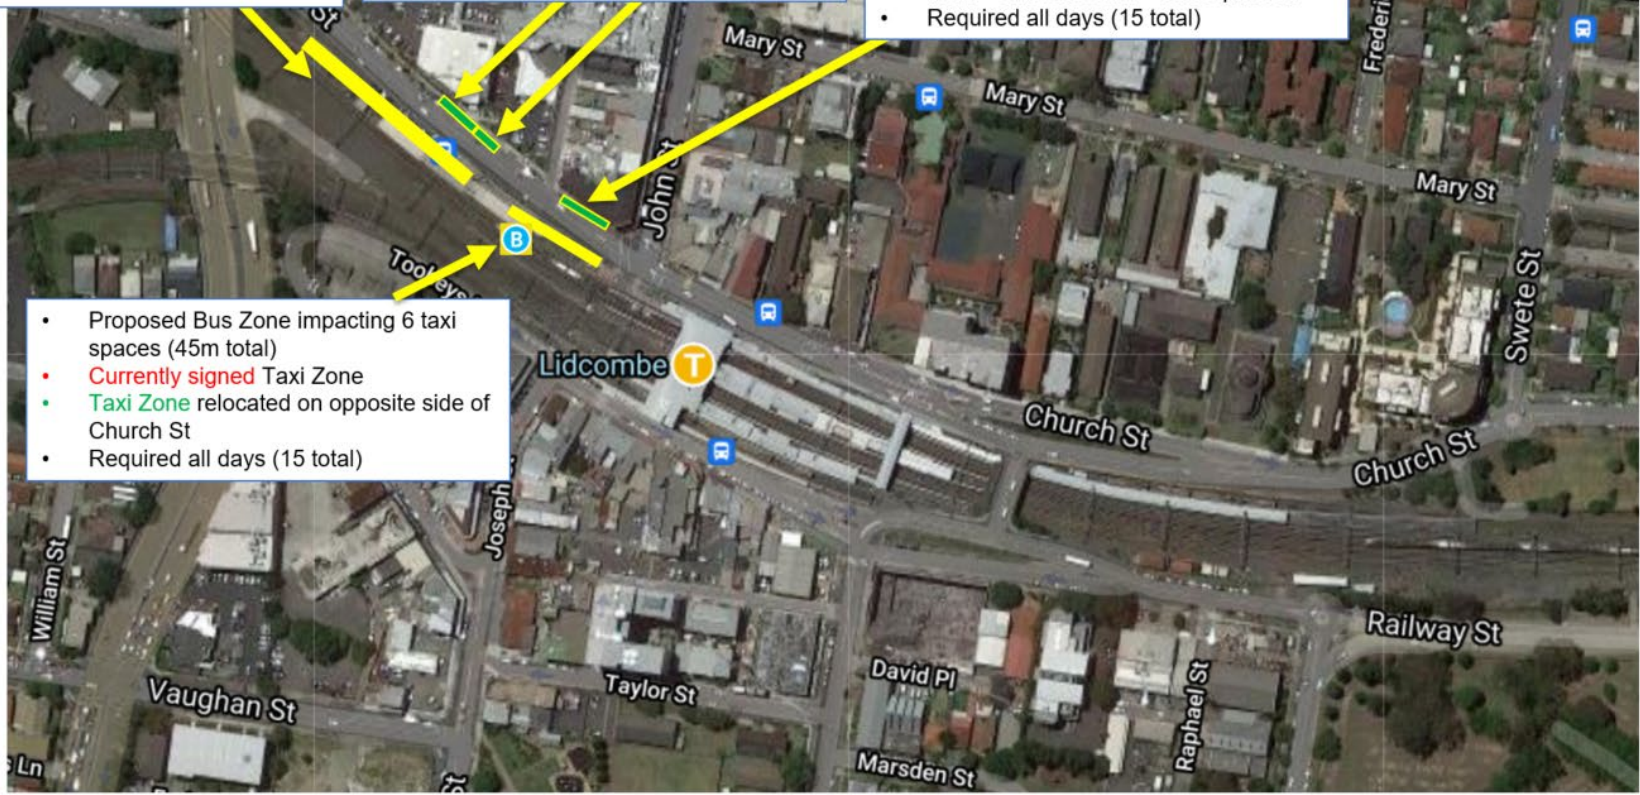 • Required all days (15 total)
St
Mary St
Mary St
Mary St
John St
B
• Proposed Bus Zone impacting 6 taxi
spaces (45m total)
• Currently signed Taxi Zone
• Taxi Zone relocated on opposite side of
Church St
• Required all days (15 total)
Lidcombe
T
Swete St
Church St
Church St
Joseph
William St
Railway St
Vaughan St
Taylor St
David Pl
Raphael St
Marsden St
Ln
St